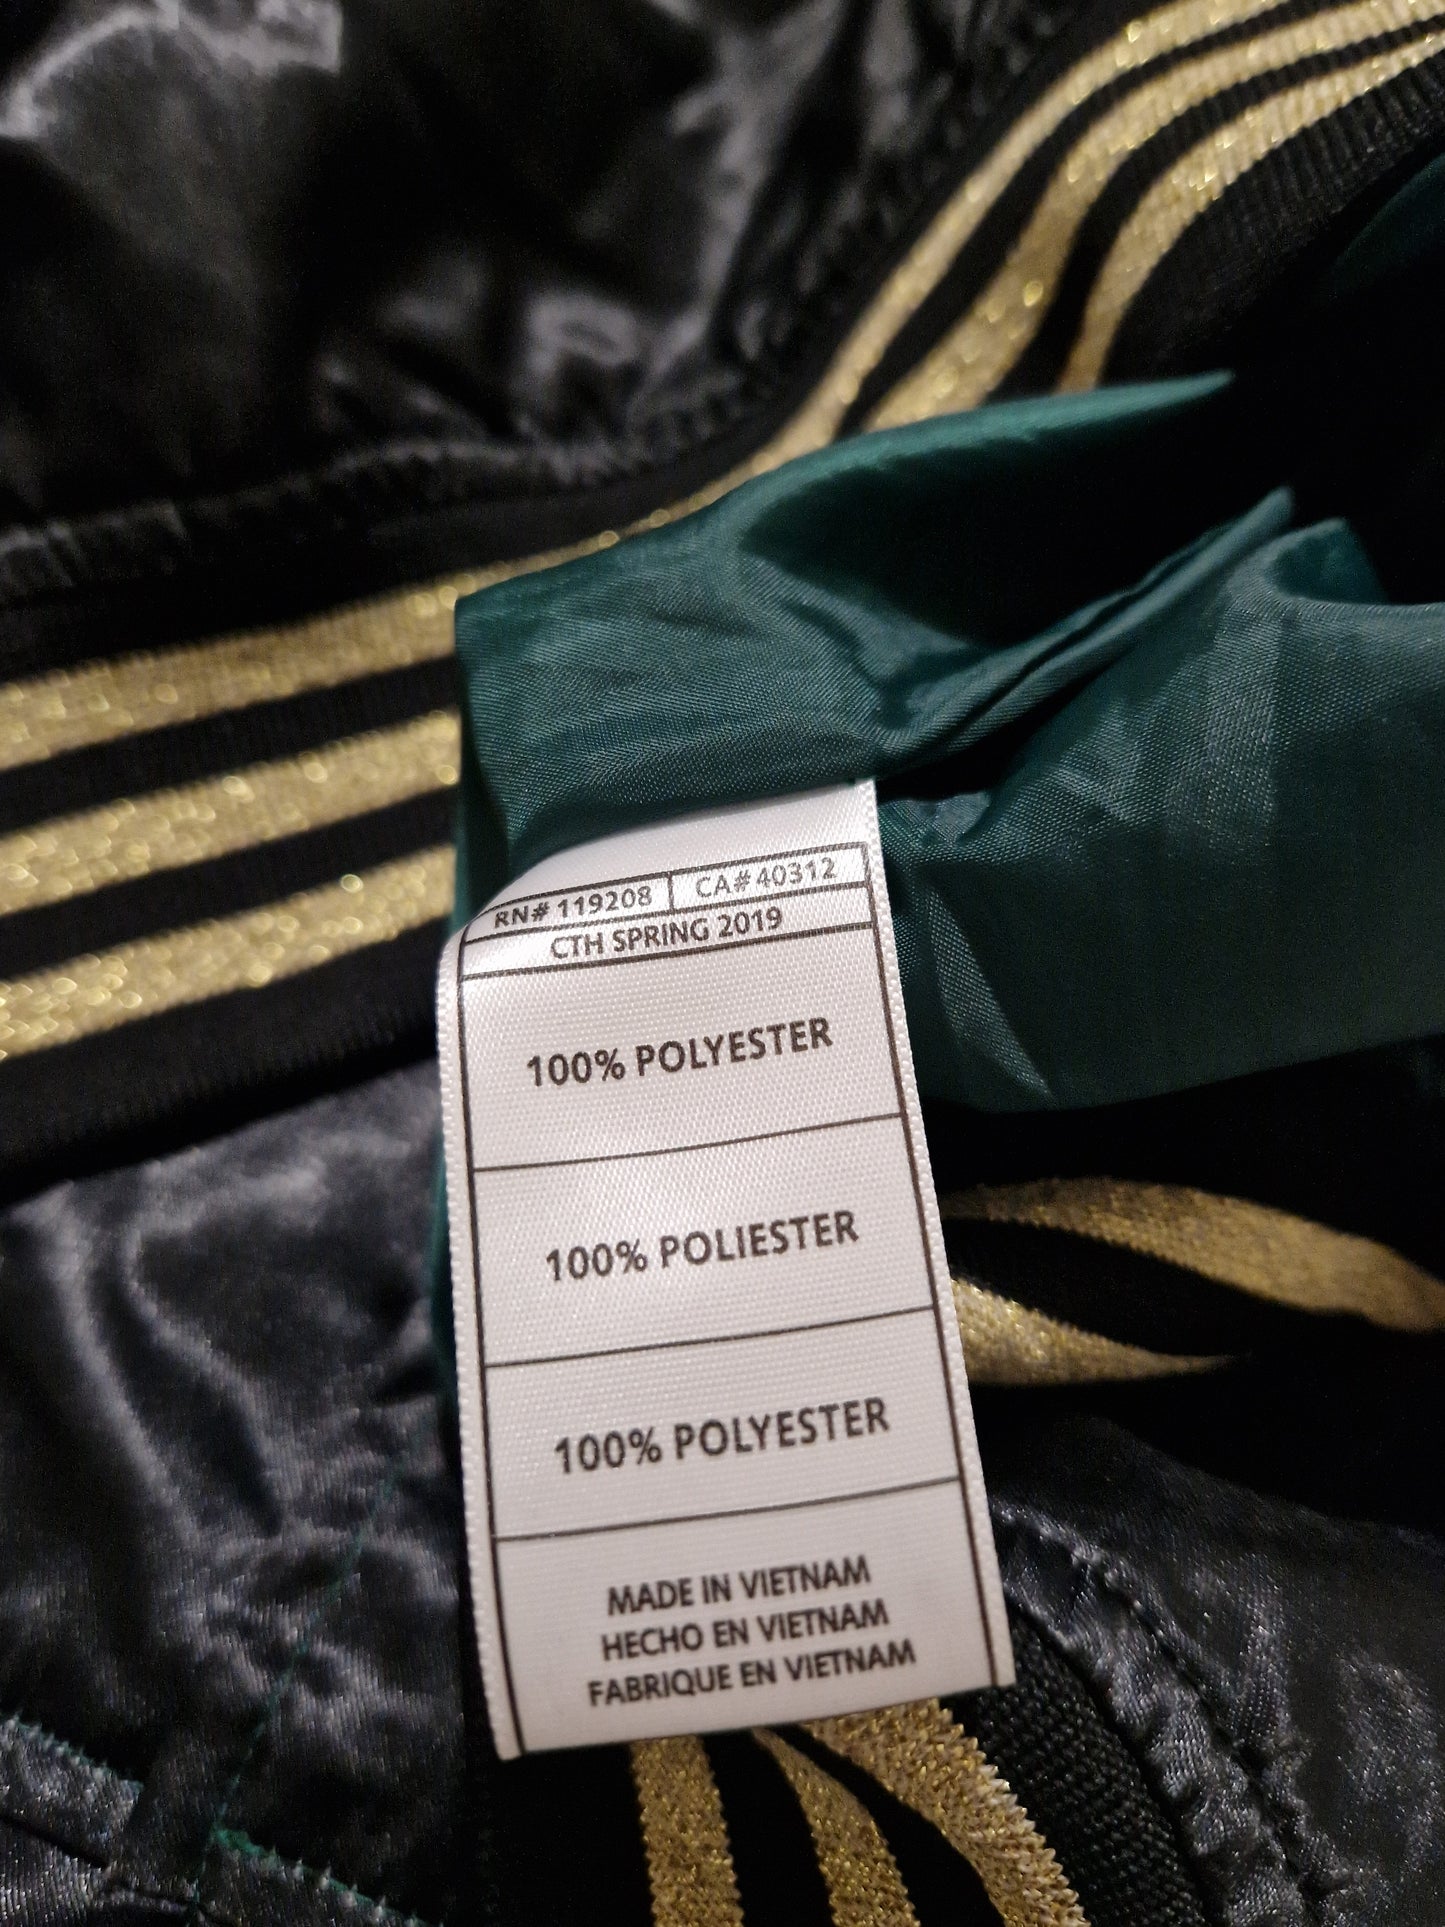 RN# 119208 CA# 40312
CTH SPRING 2019
100% POLYESTER
100% POLIESTER
100% POLYESTER
MADE IN VIETNAM
HECHO EN VIETNAM
FABRIQUE EN VIETNAM